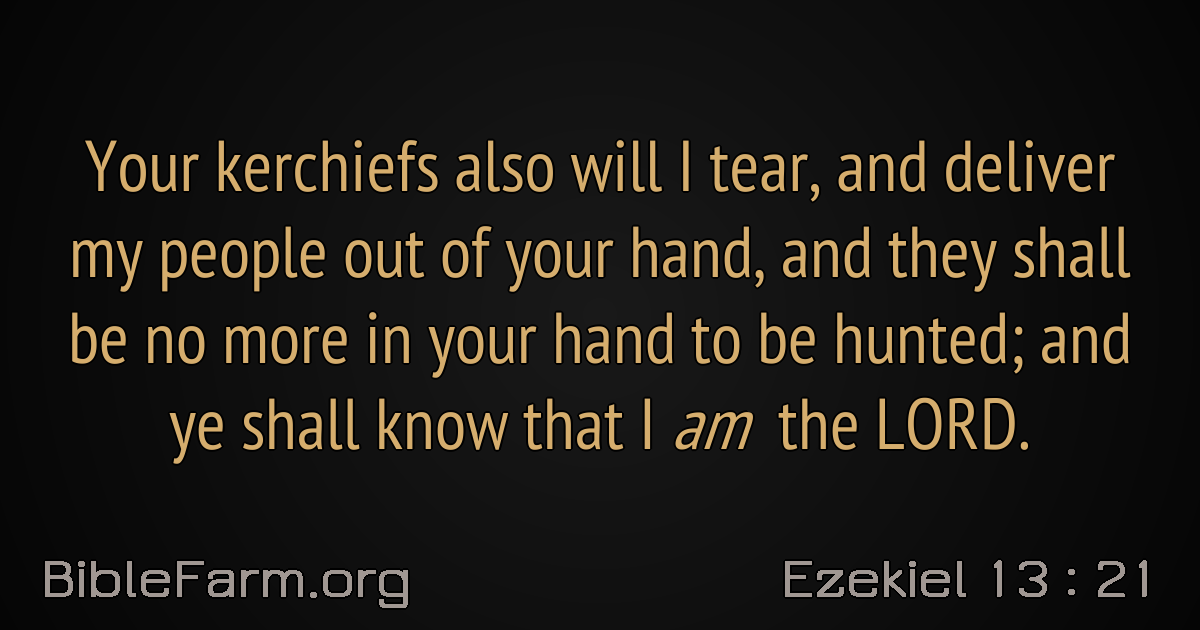 Your kerchiefs also will I tear, and deliver
my people out of your hand, and they shall
be no more in your hand to be hunted; and
ye shall know that I am the LORD.
BibleFarm.org
Ezekiel 13 : 21